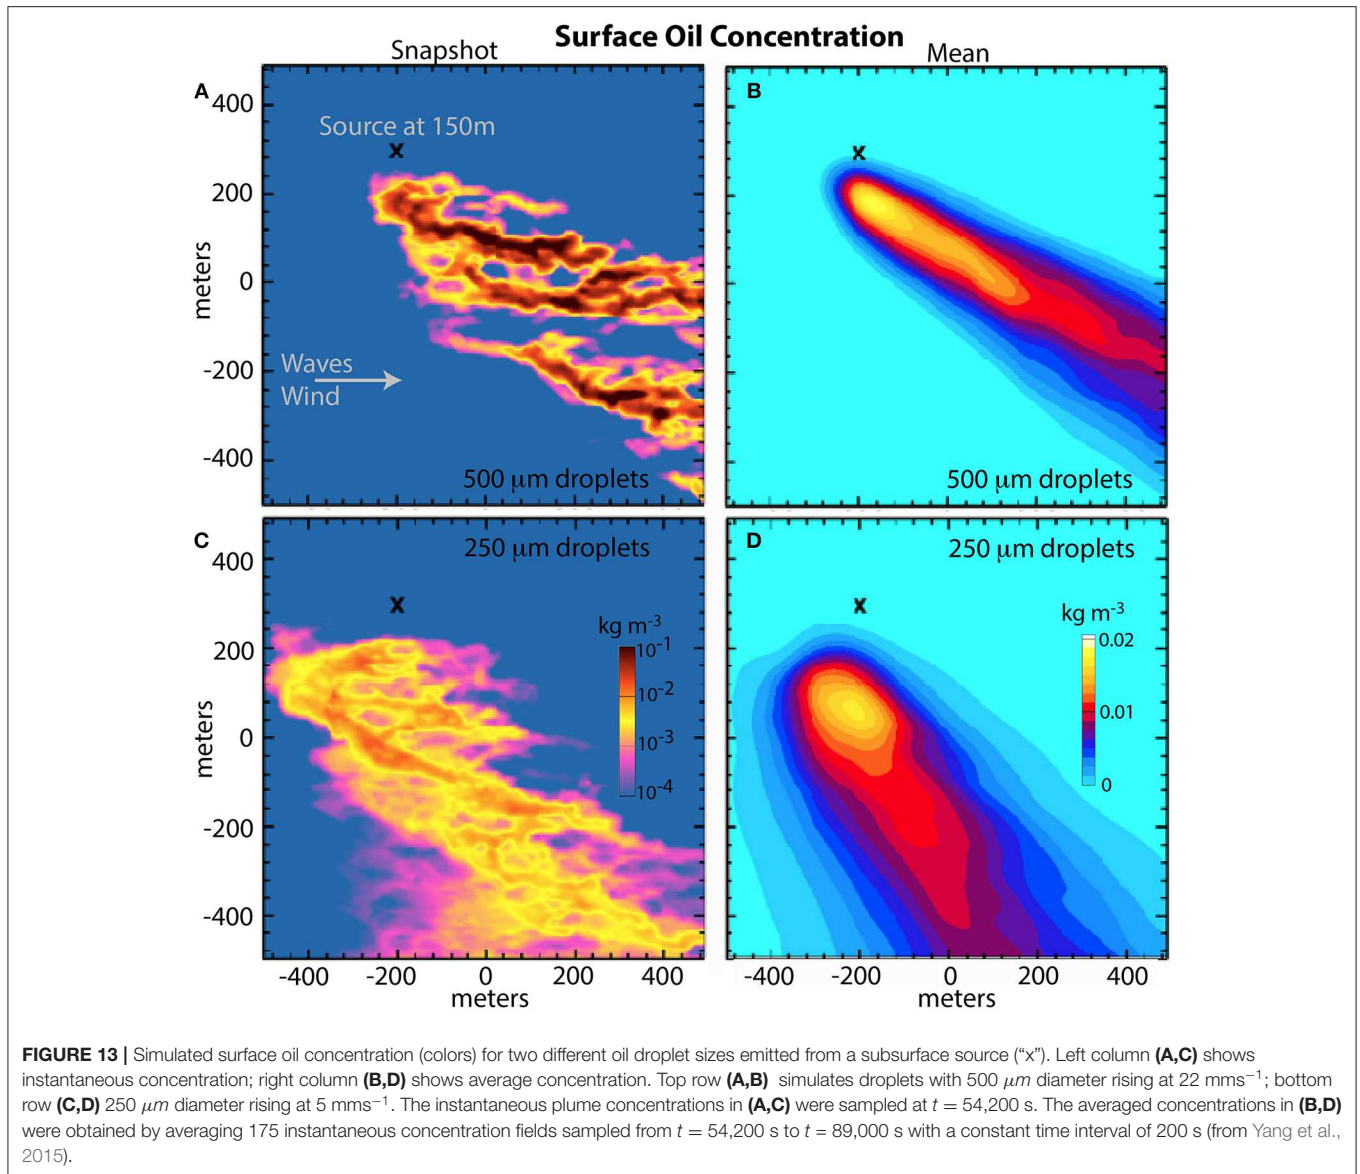 Surface Oil Concentration
Snapshot
Mean
A
400
200
0
-200
-400
meters
Source at 150m
x
Waves
Wind
500 μm droplets
B
x
500 μm droplets
C
400
200
0
-200
-400
meters
250 μm droplets
x
kg m-3
10-1
10-2
10-3
10-4
-400 -200 0 200 400
meters
D
250 μm droplets
x
kg m-3
0.02
0.01
0
-400 -200 0 200 400
meters
FIGURE 13 | Simulated surface oil concentration (colors) for two different oil droplet sizes emitted from a subsurface source (“x”). Left column (A,C) shows
instantaneous concentration; right column (B,D) shows average concentration. Top row (A,B) simulates droplets with 500 μm diameter rising at 22 mms−1; bottom
row (C,D) 250 μm diameter rising at 5 mms−1. The instantaneous plume concentrations in (A,C) were sampled at t = 54,200 s. The averaged concentrations in (B,D)
were obtained by averaging 175 instantaneous concentration fields sampled from t = 54,200 s to t = 89,000 s with a constant time interval of 200 s (from Yang et al.,
2015).